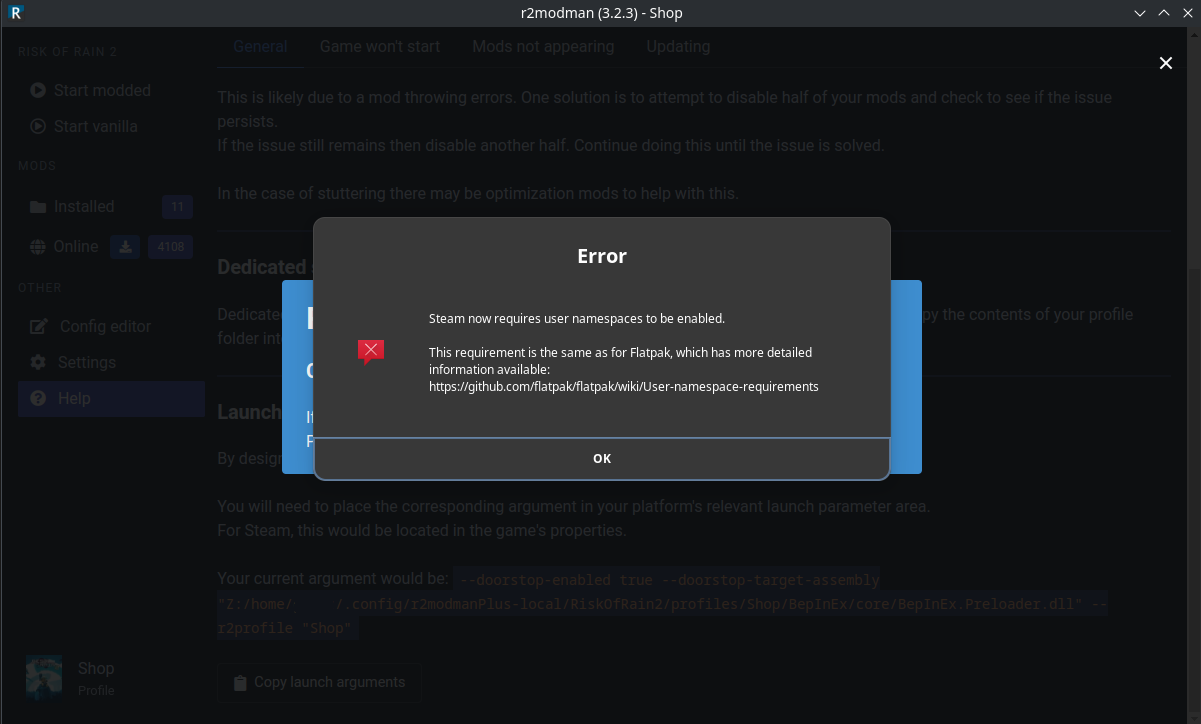 R
r2modman (3.2.3) - Shop
RISK OF RAIN 2
Start modded
Start vanilla
MODS
Installed 11
Online 4108
OTHER
Config editor
Settings
Help
Shop
Profile
General Game won't start Mods not appearing Updating
This is likely due to a mod throwing errors. One solution is to attempt to disable half of your mods and check to see if the issue
persists.
If the issue still remains then disable another half. Continue doing this until the issue is solved.
In the case of stuttering there may be optimization mods to help with this.
Dedicated
py the contents of your profile
folder
Error
Steam now requires user namespaces to be enabled.
This requirement is the same as for Flatpak, which has more detailed
information available:
https://github.com/flatpak/flatpak/wiki/User-namespace-requirements
OK
Launch
By desig
You will need to place the corresponding argument in your platform's relevant launch parameter area.
For Steam, this would be located in the game's properties.
Your current argument would be: --doorstop-enabled true --doorstop-target-assembly
"Z:/home/ /.config/r2modmanPlus-local/RiskOfRain2/profiles/Shop/BepInEx/core/BepInEx.Preloader.dll" --
r2profile "Shop"
Copy launch arguments